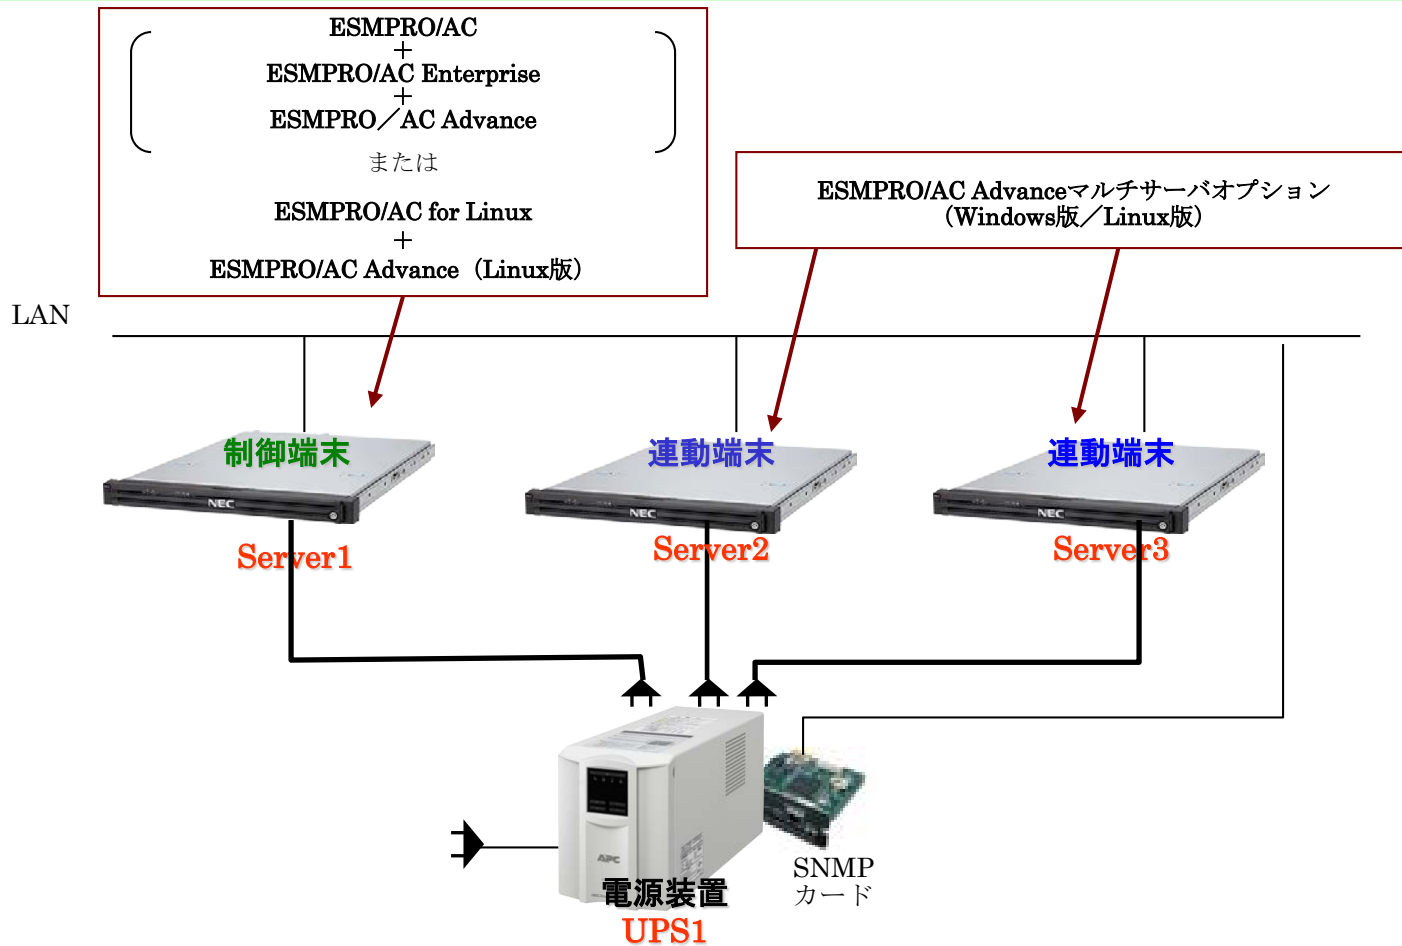 ESMPRO/AC
+
ESMPRO/AC Enterprise
+
ESMPRO／AC Advance
または
ESMPRO/AC for Linux
+
ESMPRO/AC Advance（Linux版）
ESMPRO/AC Advanceマルチサーバオプション
（Windows版／Linux版）
LAN
制御端末
連動端末
連動端末
NEC
NEC
NEC
Server1
Server2
Server3
APC
SNMP
カード
電源装置
UPS1